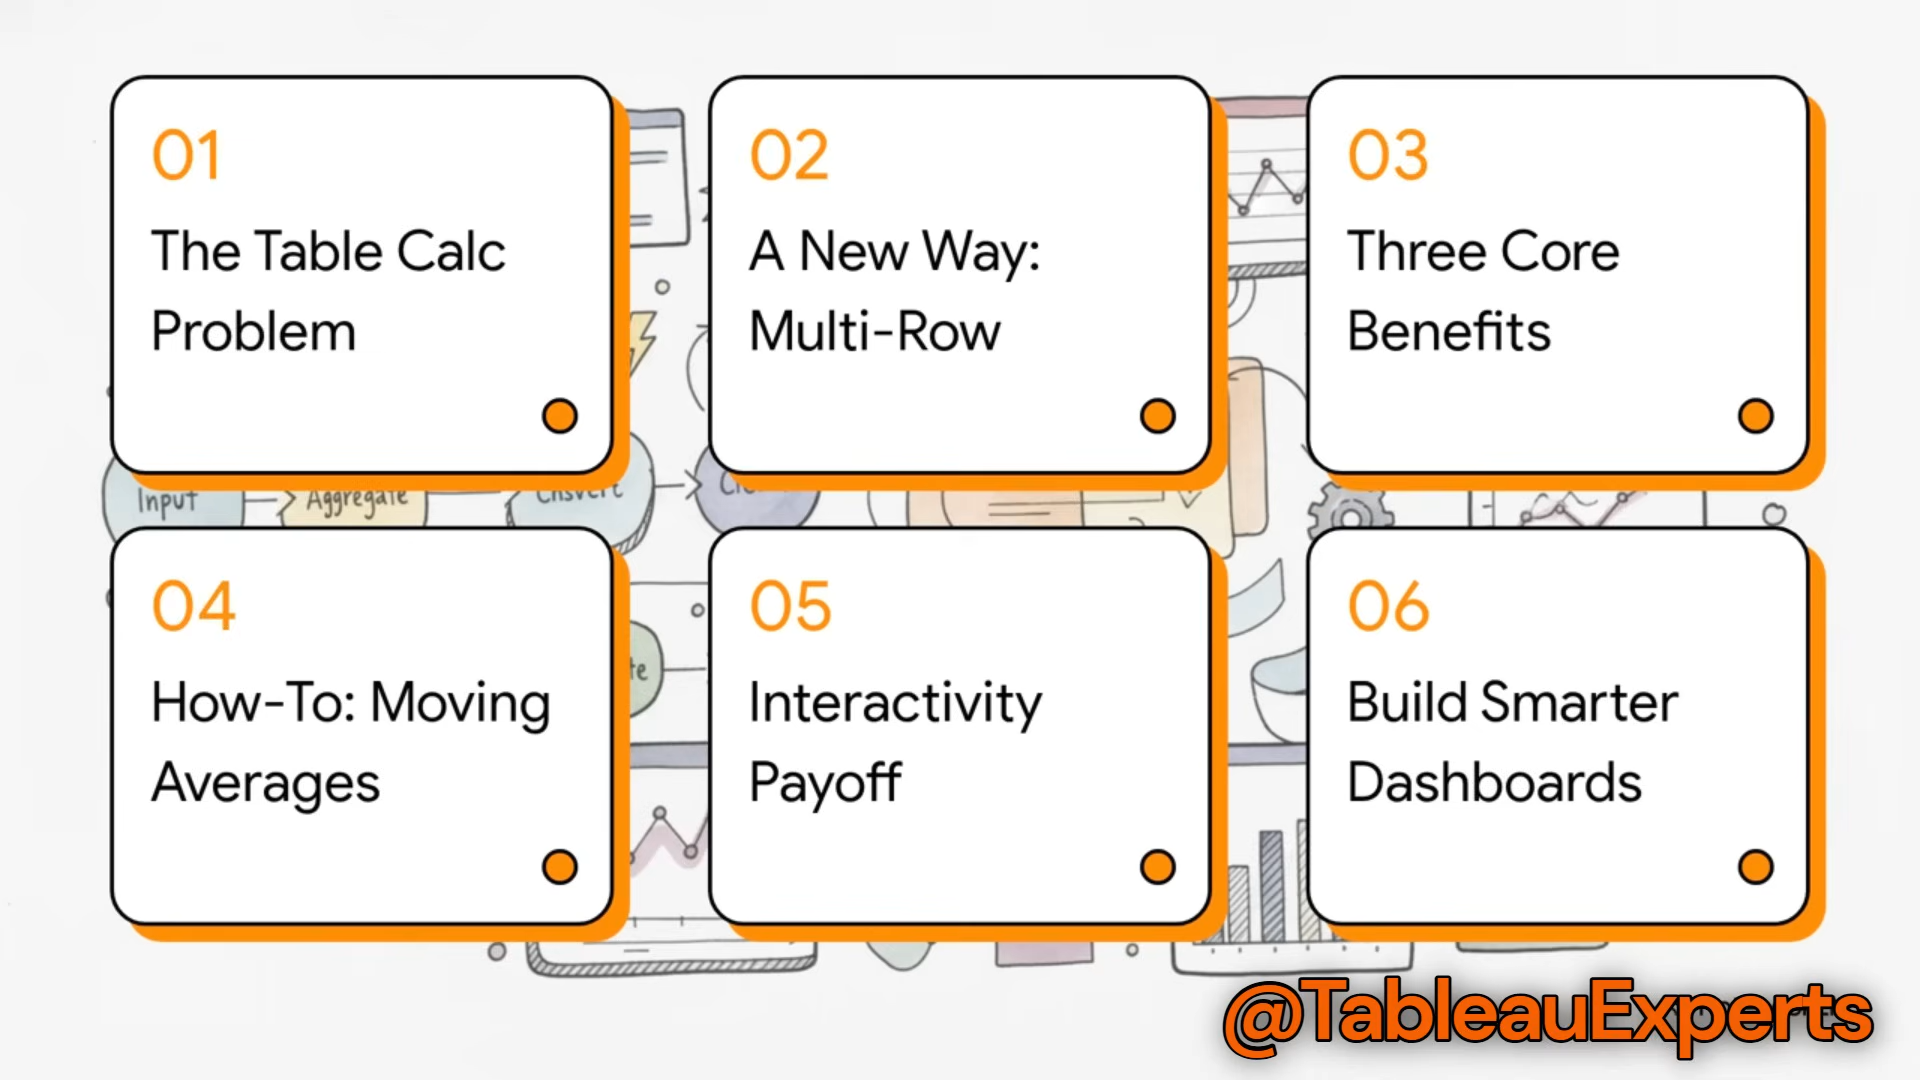 01
The Table Calc
Problem
02
A New Way:
Multi-Row
03
Three Core
Benefits
Input
Aggregate
04
How-To: Moving
Averages
05
Interactivity
Payoff
06
Build Smarter
Dashboards
@TableauExperts